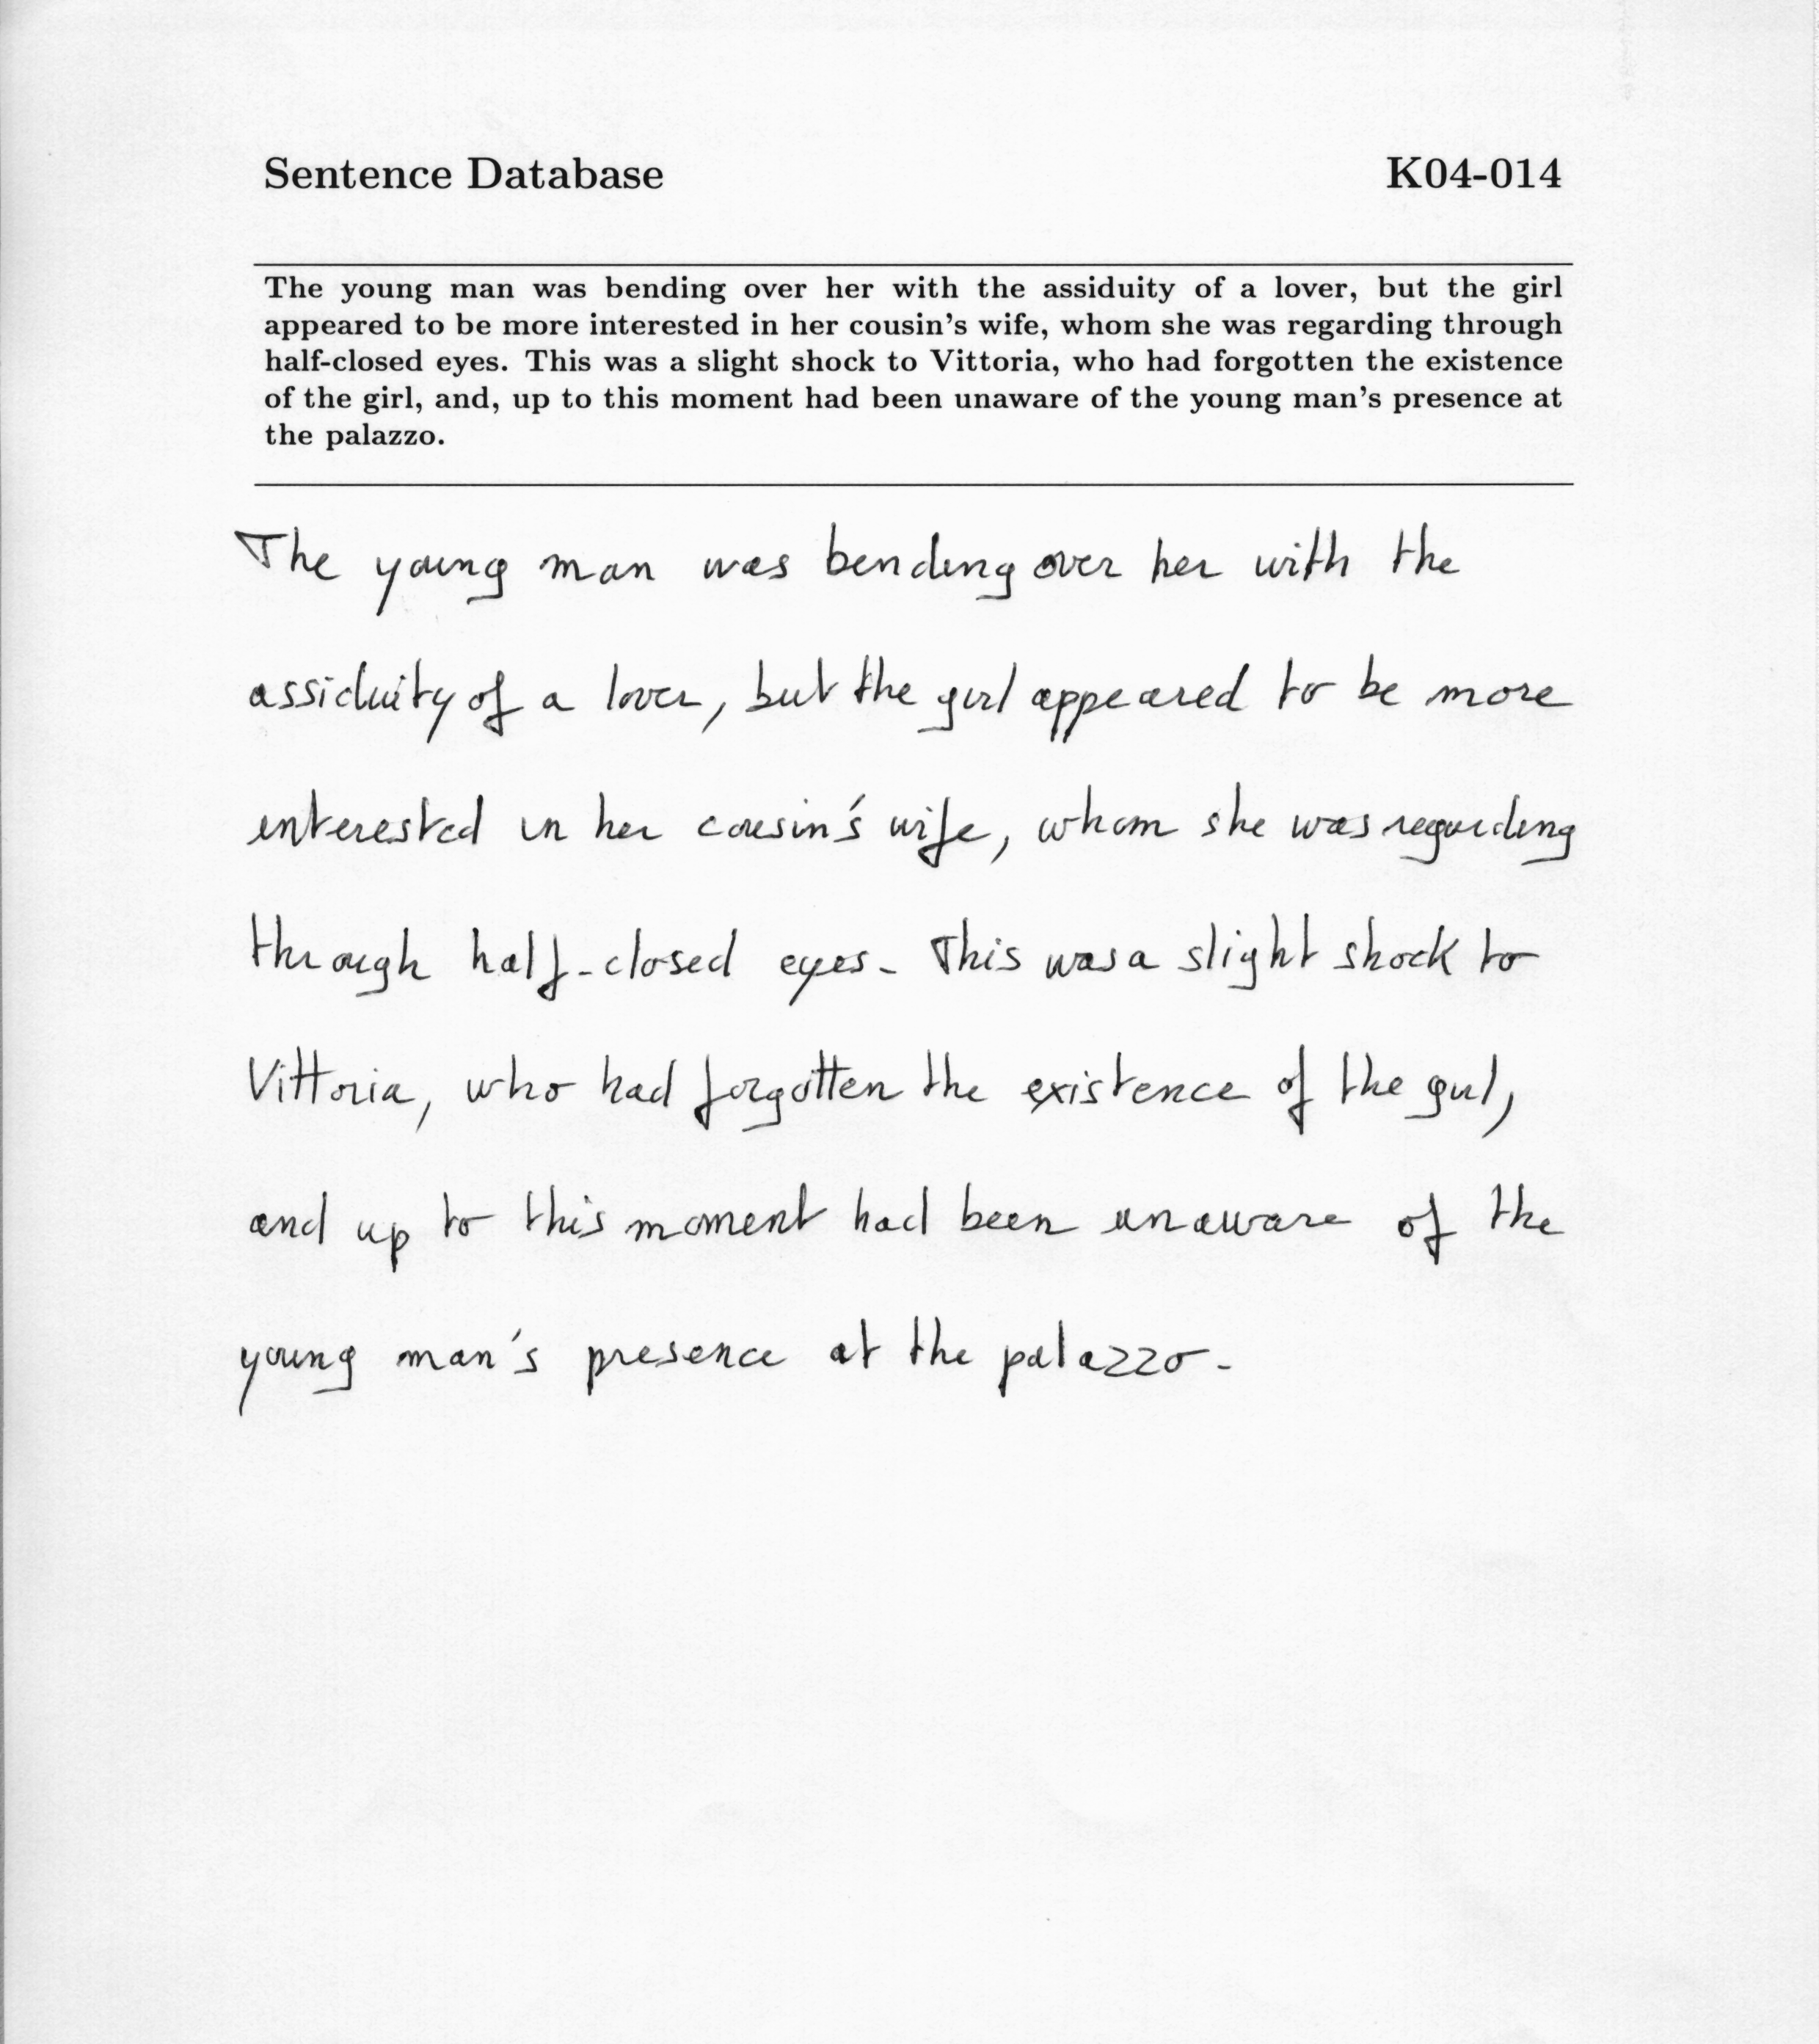 Sentence Database K04-014
The young man was bending over her with the assiduity of a lover, but the girl
appeared to be more interested in her cousin's wife, whom she was regarding through
half-closed eyes. This was a slight shock to Vittoria, who had forgotten the existence
of the girl, and, up to this moment had been unaware of the young man's presence at
the palazzo.
The young man was bending over her with the
assiduity of a lover, but the girl appeared to be more
interested in her cousin's wife, whom she was regarding
through half-closed eyes. This was a slight shock to
Vittoria, who had forgotten the existence of the girl,
and up to this moment had been unaware of the
young man's presence at the palazzo.